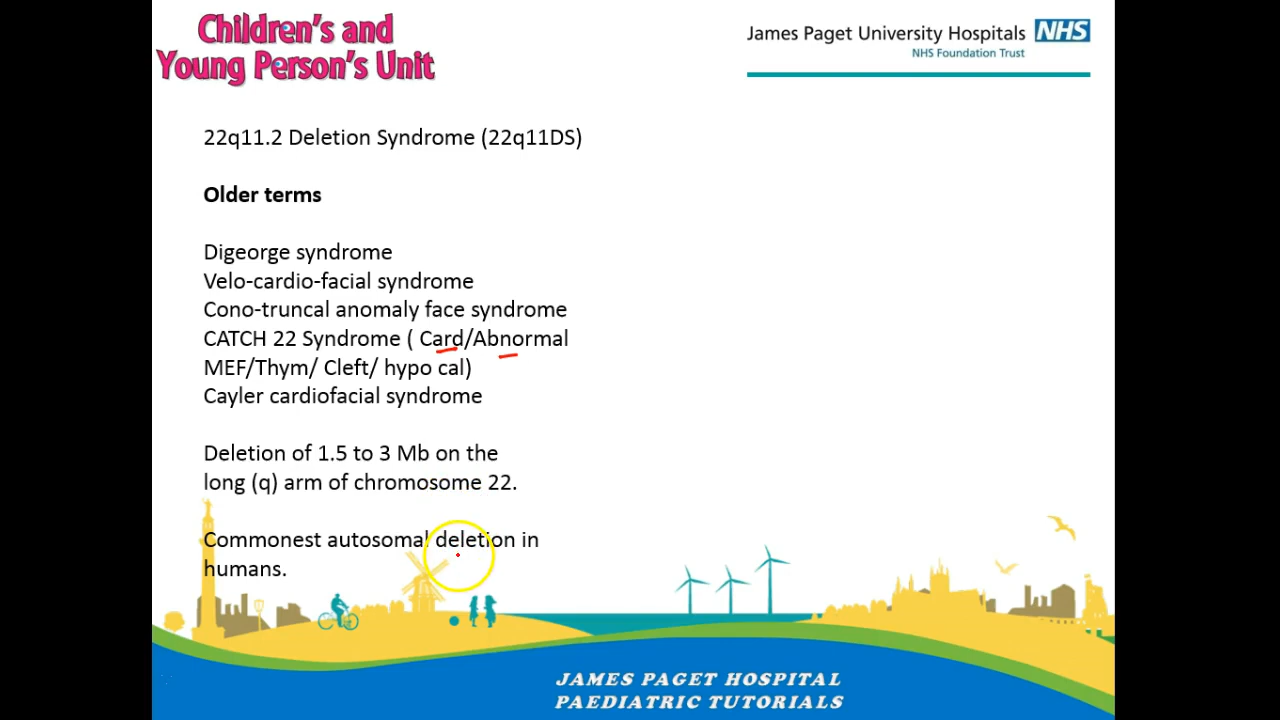 Children's and
Young Person's Unit
James Paget University Hospitals NHS
NHS Foundation Trust
22q11.2 Deletion Syndrome (22q11DS)
Older terms
Digeorge syndrome
Velo-cardio-facial syndrome
Cono-truncal anomaly face syndrome
CATCH 22 Syndrome ( Card/Abnormal
MEF/Thym/ Cleft/ hypo cal)
Cayler cardiofacial syndrome
Deletion of 1.5 to 3 Mb on the
long (q) arm of chromosome 22.
Commonest autosomal deletion in
humans.
JAMES PAGET HOSPITAL
PAEDIATRIC TUTORIALS